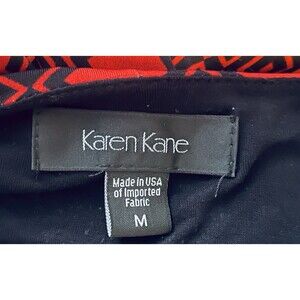 Karen Kane
Made in USA
of Imported
Fabric
M